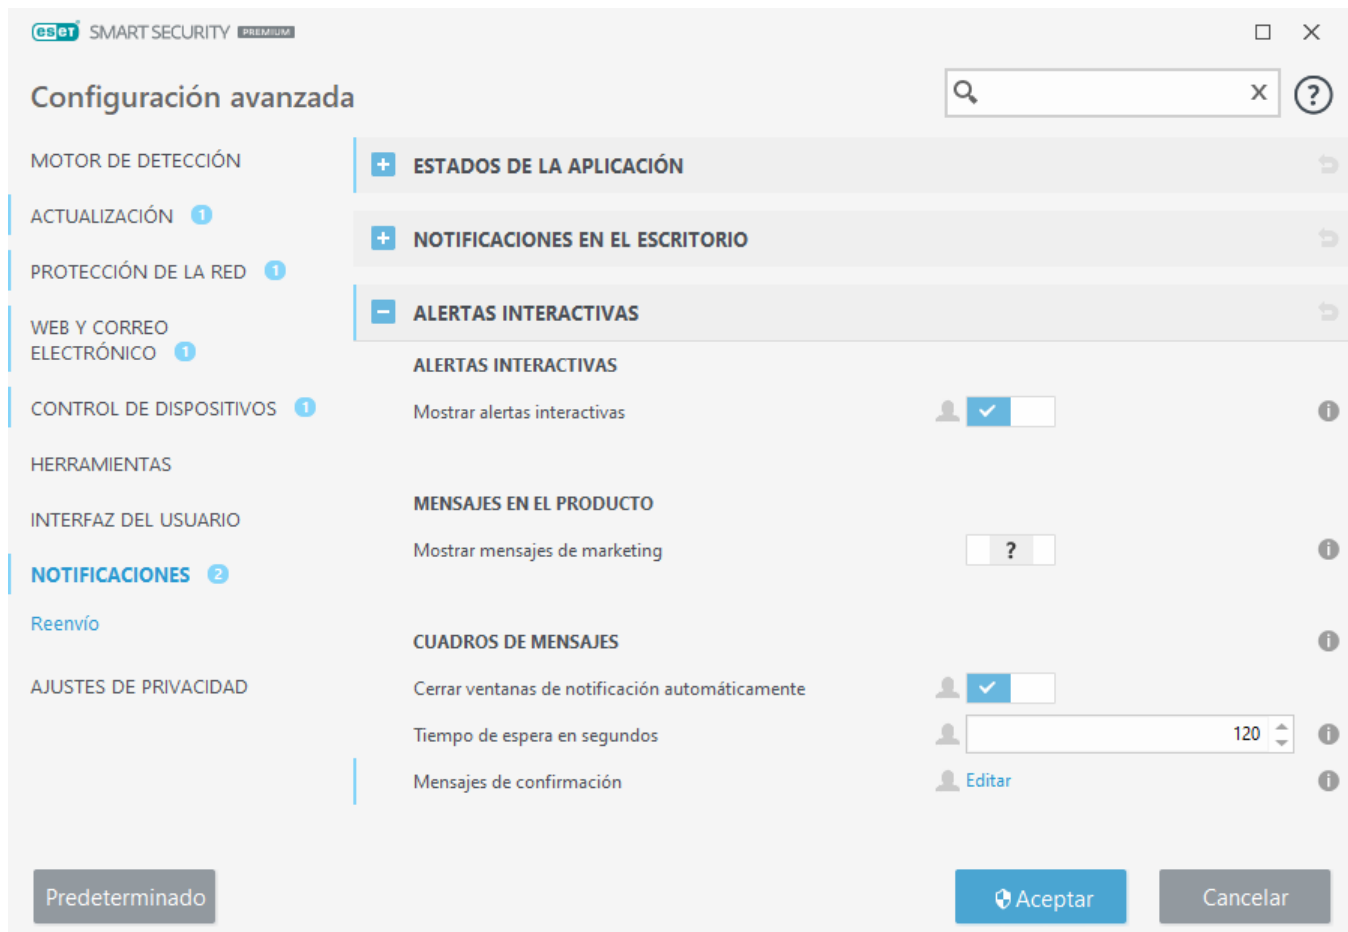 eset SMART SECURITY PREMIUM
Configuración avanzada
X
?
MOTOR DE DETECCIÓN
ACTUALIZACIÓN 1
PROTECCIÓN DE LA RED 1
WEB Y CORREO
ELECTRÓNICO 1
CONTROL DE DISPOSITIVOS 1
HERRAMIENTAS
INTERFAZ DEL USUARIO
NOTIFICACIONES 2
Reenvío
AJUSTES DE PRIVACIDAD
ESTADOS DE LA APLICACIÓN
NOTIFICACIONES EN EL ESCRITORIO
ALERTAS INTERACTIVAS
ALERTAS INTERACTIVAS
Mostrar alertas interactivas
MENSAJES EN EL PRODUCTO
Mostrar mensajes de marketing ?
CUADROS DE MENSAJES
Cerrar ventanas de notificación automáticamente
Tiempo de espera en segundos 120
Mensajes de confirmación Editar
Predeterminado
Aceptar
Cancelar